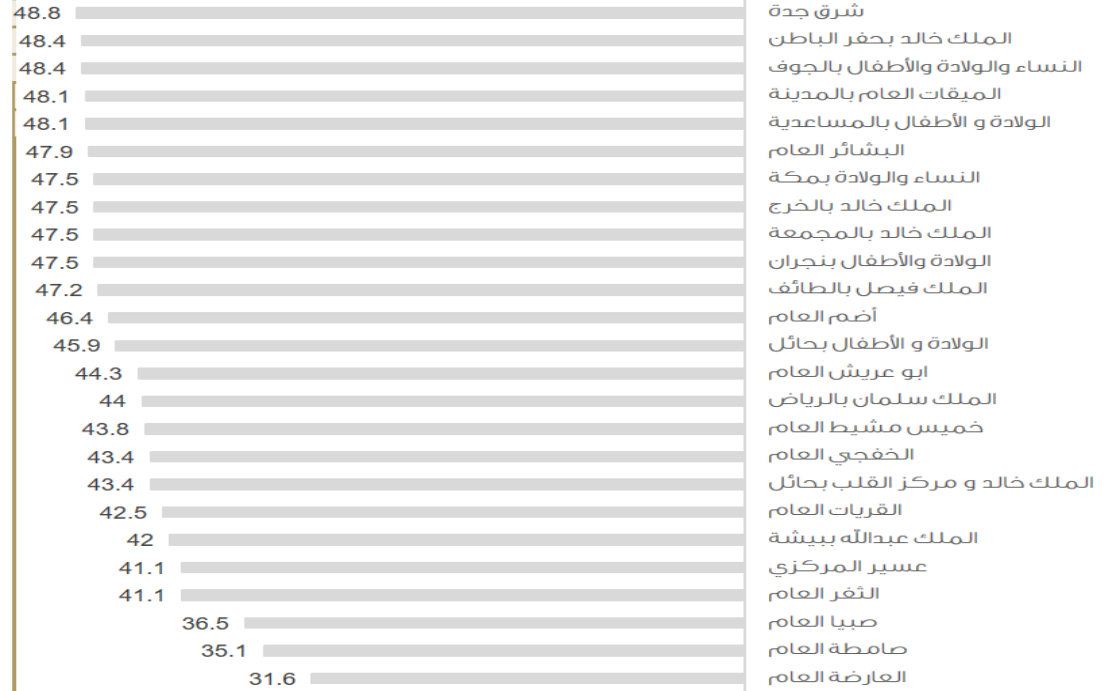 شرق جدة 48.8
الملك خالد بحفر الباطن 48.4
النساء والولادة والأطفال بالجوف 48.4
الميقات العام بالمدينة 48.1
الولادة و الأطفال بالمساعدية 48.1
البشائر العام 47.9
النساء والولادة بمكة 47.5
الملك خالد بالخرج 47.5
الملك خالد بالمجمعة 47.5
الولادة والأطفال بنجران 47.5
الملك فيصل بالطائف 47.2
أضم العام 46.4
الولادة و الأطفال بحائل 45.9
ابو عريش العام 44.3
الملك سلمان بالرياض 44
خميس مشيط العام 43.8
الخفجي العام 43.4
الملك خالد و مركز القلب بحائل 43.4
القريات العام 42.5
الملك عبدالله ببيشة 42
عسير المركزي 41.1
الثغر العام 41.1
صبيا العام 36.5
صامطة العام 35.1
العارضة العام 31.6